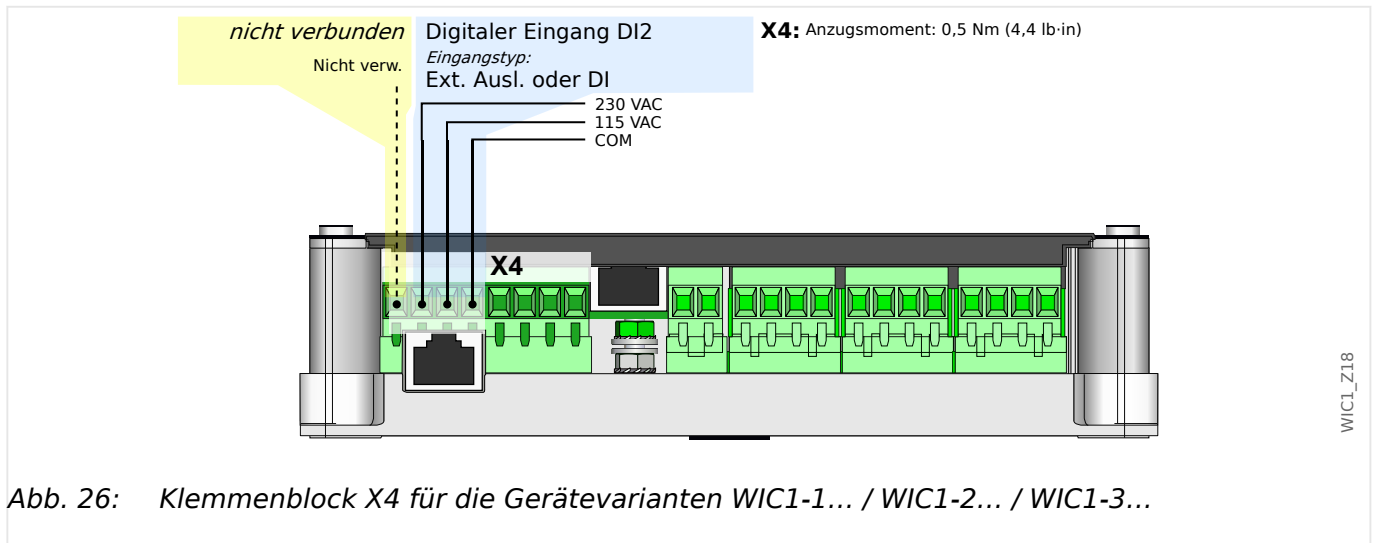 nicht verbunden
Nicht verw.
Digitaler Eingang DI2
Eingangstyp:
Ext. Ausl. oder DI
230 VAC
115 VAC
COM
X4: Anzugsmoment: 0,5 Nm (4,4 lb·in)
X4
WIC1_Z18
Abb. 26: Klemmenblock X4 für die Gerätevarianten WIC1-1… / WIC1-2… / WIC1-3…